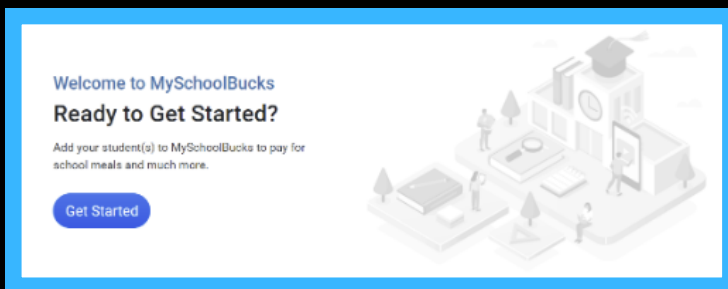 Welcome to MySchoolBucks
Ready to Get Started?
Add your student(s) to MySchoolBucks to pay for
school meals and much more.
Get Started